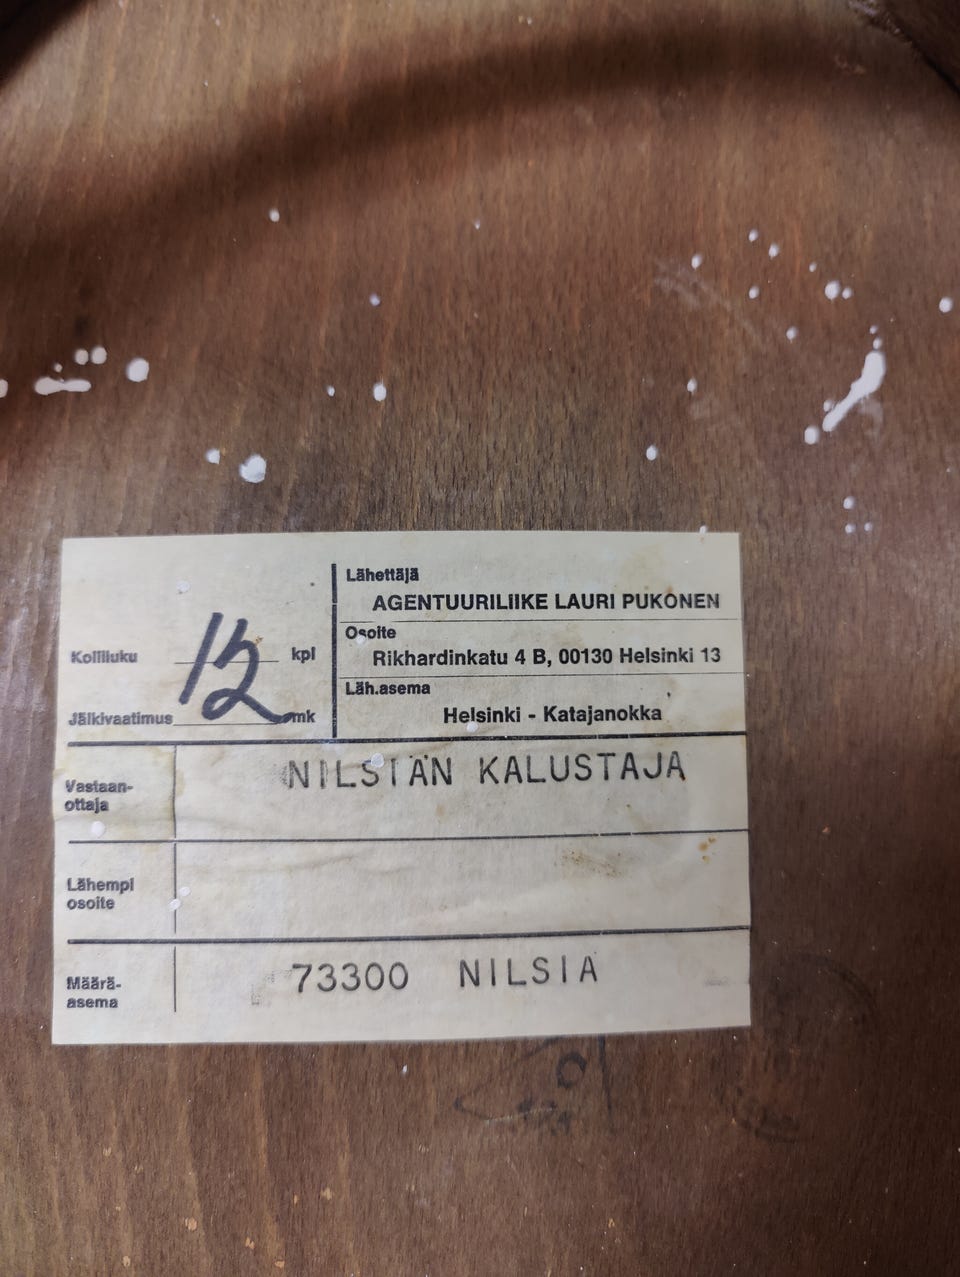 Kolliluku 12 kpl
Jälkivaatimus mk
Lähettäjä
AGENTUURILIIKE LAURI PUKONEN
Osoite
Rikhardinkatu 4 B, 00130 Helsinki 13
Läh.asema
Helsinki - Katajanokka
Vastaan-
ottaja
NILSIÄN KALUSTAJA
Lähempi
osoite
Määrä-
asema
73300 NILSIA